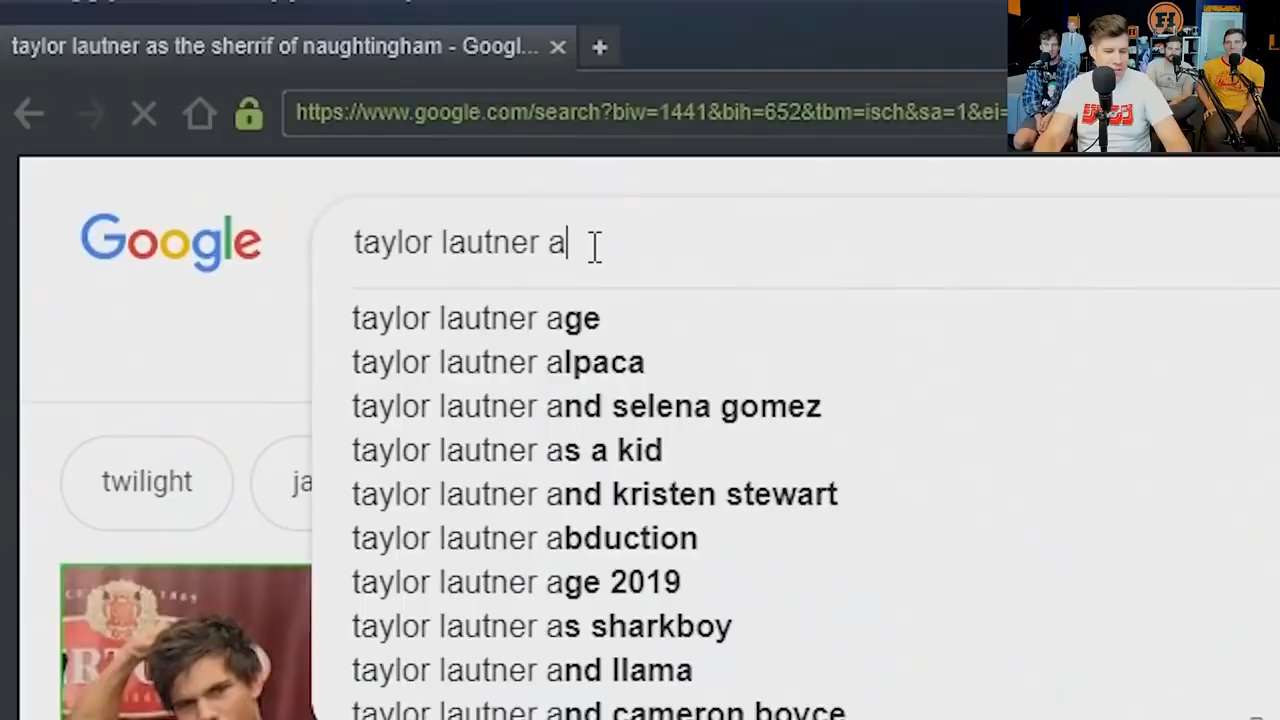 taylor lautner as the sherrif of naughtingham - Googl...
https://www.google.com/search?biw=1441&bih=652&tbm=isch&sa=1&ei=
Google
taylor lautner a
taylor lautner age
taylor lautner alpaca
taylor lautner and selena gomez
taylor lautner as a kid
taylor lautner and kristen stewart
taylor lautner abduction
taylor lautner age 2019
taylor lautner as sharkboy
taylor lautner and llama
taylor lautner and cameron boyce
twilight
ja